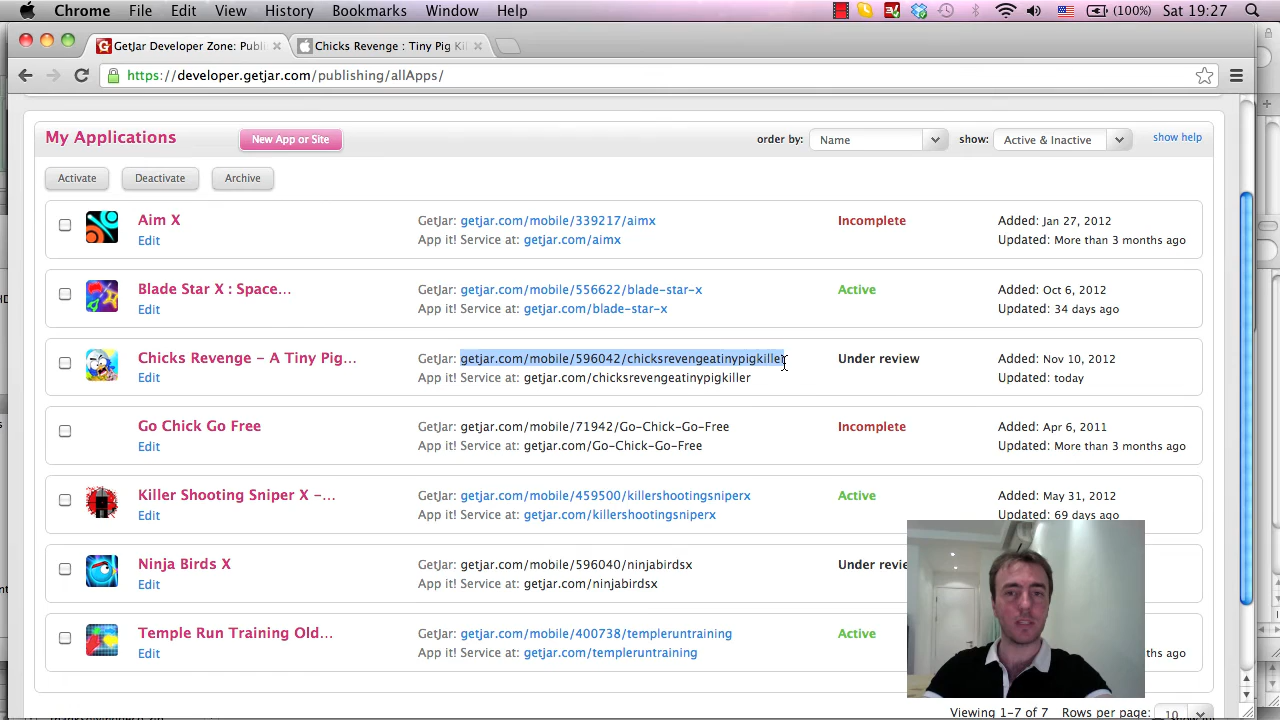 Chrome File Edit View History Bookmarks Window Help (100%) Sat 19:27
GetJar Developer Zone: Publ Chicks Revenge : Tiny Pig Kil
https://developer.getjar.com/publishing/allApps/
My Applications New App or Site order by: Name show: Active & Inactive show help
Activate Deactivate Archive
Aim X GetJar: getjar.com/mobile/339217/aimx Incomplete Added: Jan 27, 2012
Edit App it! Service at: getjar.com/aimx Updated: More than 3 months ago
Blade Star X : Space... GetJar: getjar.com/mobile/556622/blade-star-x Active Added: Oct 6, 2012
Edit App it! Service at: getjar.com/blade-star-x Updated: 34 days ago
Chicks Revenge - A Tiny Pig... GetJar: getjar.com/mobile/596042/chicksrevengeatinypigkiller Under review Added: Nov 10, 2012
Edit App it! Service at: getjar.com/chicksrevengeatinypigkiller Updated: today
Go Chick Go Free GetJar: getjar.com/mobile/71942/Go-Chick-Go-Free Incomplete Added: Apr 6, 2011
Edit App it! Service at: getjar.com/Go-Chick-Go-Free Updated: More than 3 months ago
Killer Shooting Sniper X -... GetJar: getjar.com/mobile/459500/killershootingsniperx Active Added: May 31, 2012
Edit App it! Service at: getjar.com/killershootingsniperx Updated: 69 days ago
Ninja Birds X GetJar: getjar.com/mobile/596040/ninjabirdsx Under revie
Edit App it! Service at: getjar.com/ninjabirdsx
Temple Run Training Old... GetJar: getjar.com/mobile/400738/templeruntraining Active
Edit App it! Service at: getjar.com/templeruntraining hs ago
Viewing 1-7 of 7 Rows per page: 10